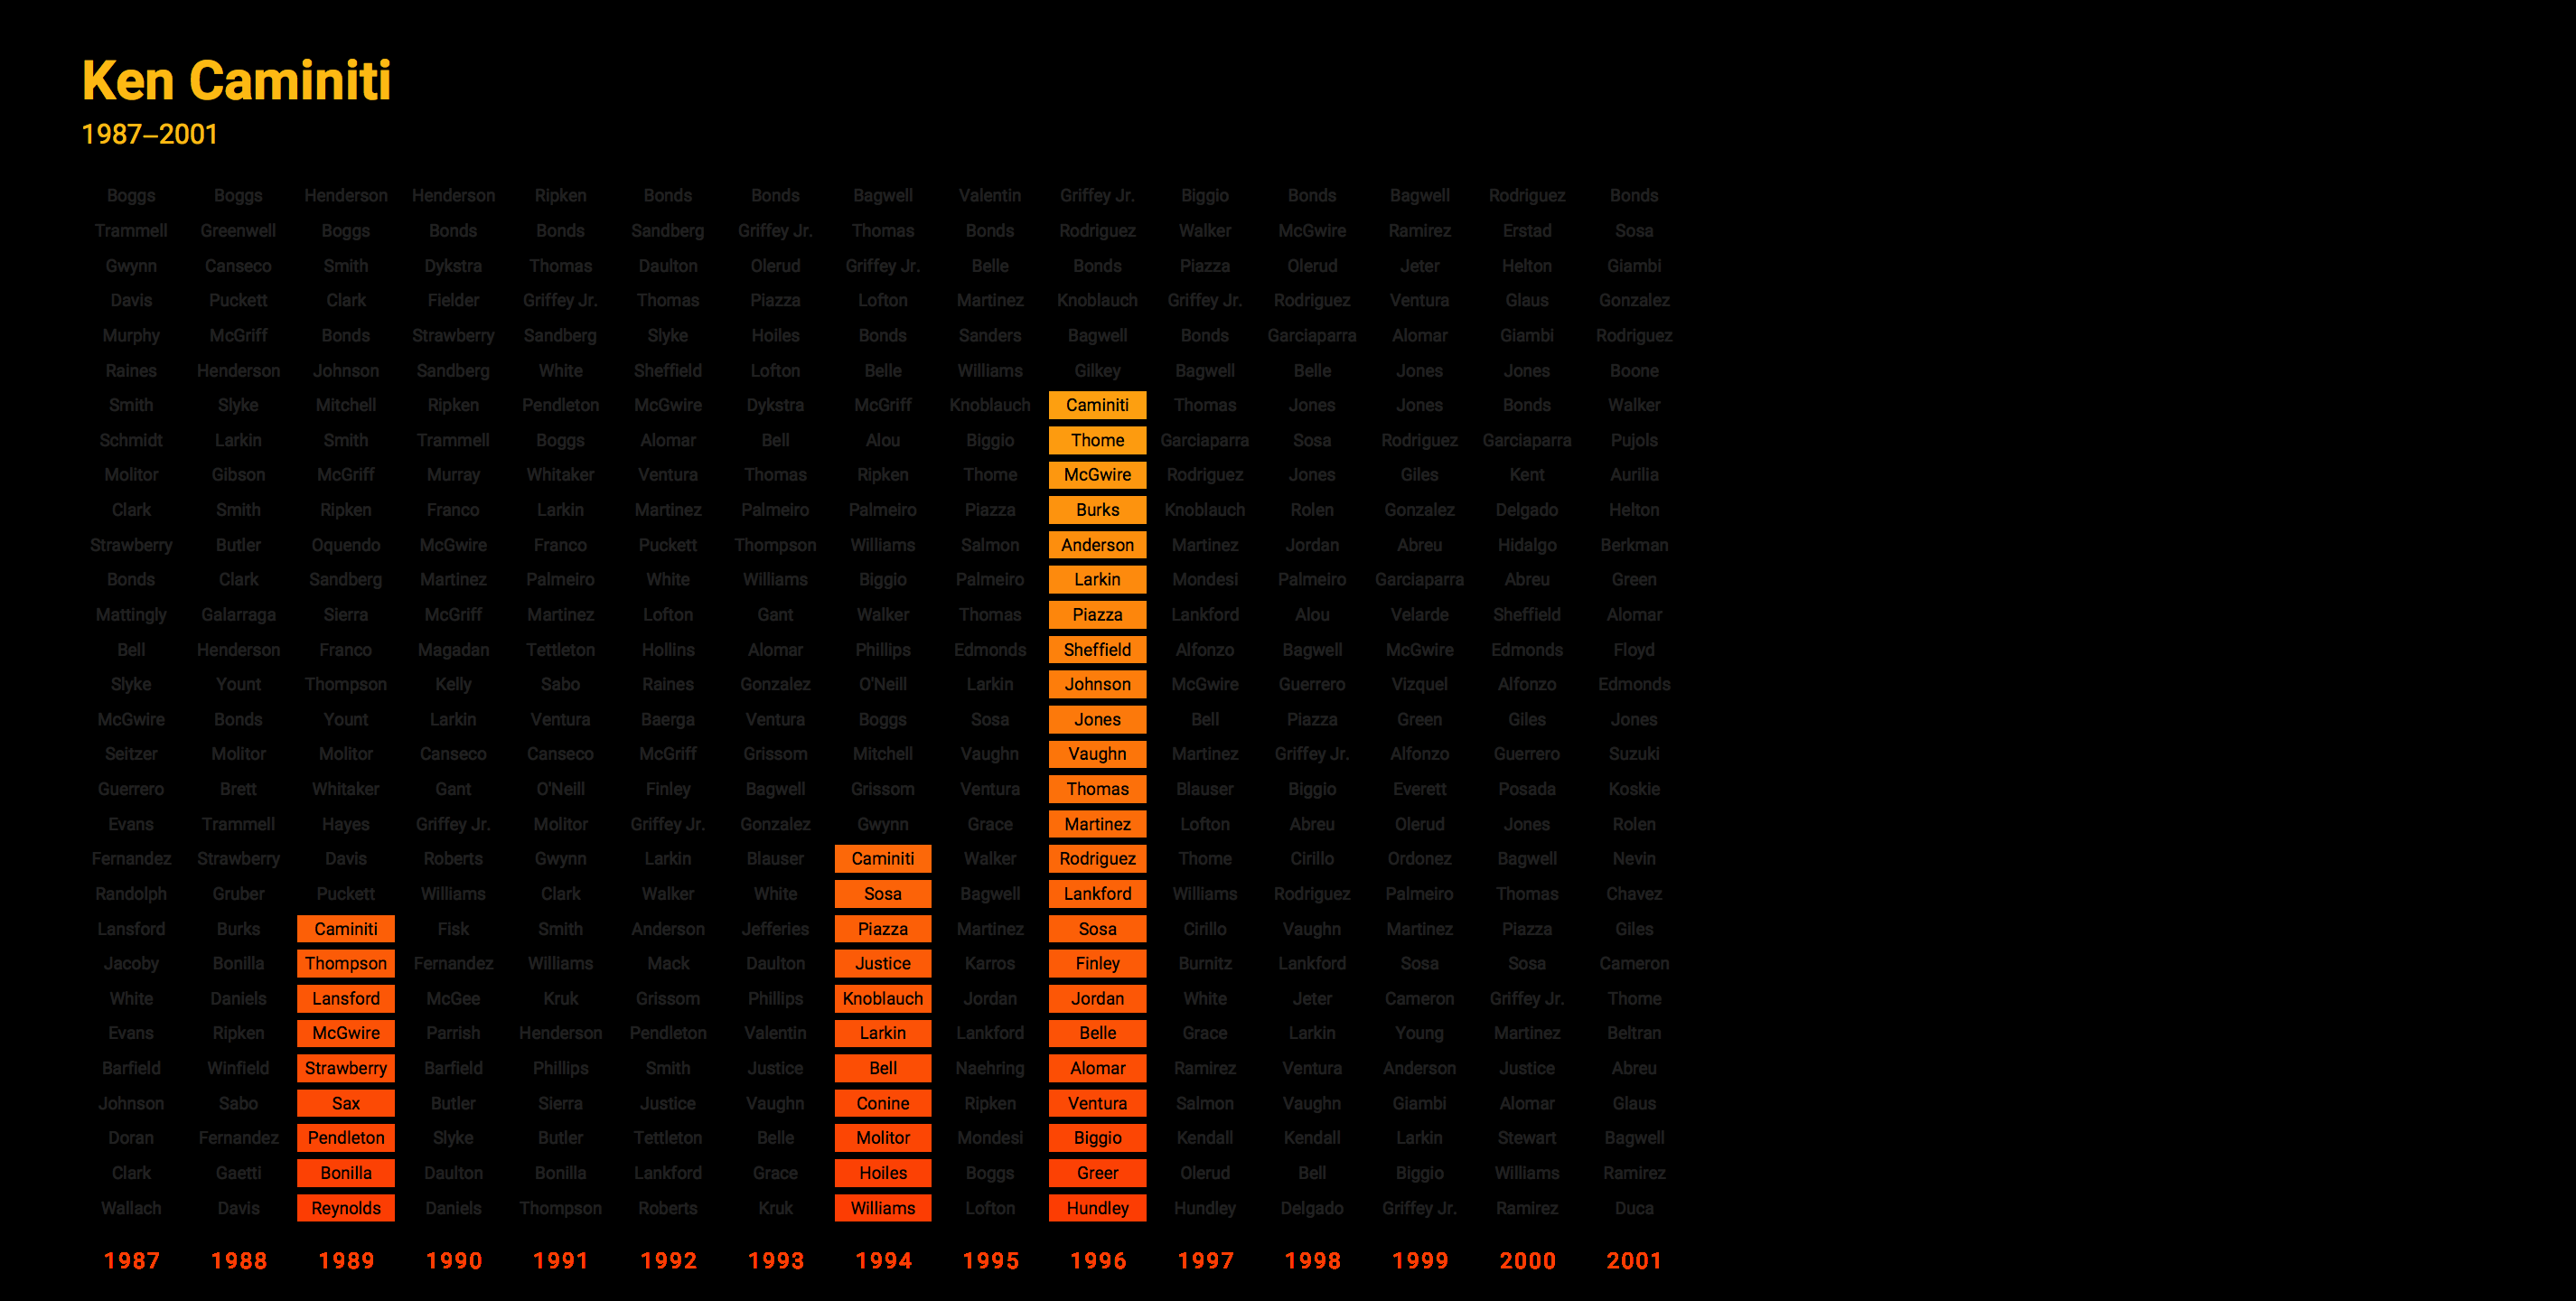 Ken Caminiti
1987–2001
Boggs Boggs Henderson Henderson Ripken Bonds Bonds Bagwell Valentin Griffey Jr. Biggio Bonds Bagwell Rodriguez Bonds
Trammell Greenwell Boggs Bonds Bonds Sandberg Griffey Jr. Thomas Bonds Rodriguez Walker McGwire Ramirez Erstad Sosa
Gwynn Canseco Smith Dykstra Thomas Daulton Olerud Griffey Jr. Belle Bonds Piazza Olerud Jeter Helton Giambi
Davis Puckett Clark Fielder Griffey Jr. Thomas Piazza Lofton Martinez Knoblauch Griffey Jr. Rodriguez Ventura Glaus Gonzalez
Murphy McGriff Bonds Strawberry Sandberg Slyke Hoiles Bonds Sanders Bagwell Bonds Garciaparra Alomar Giambi Rodriguez
Raines Henderson Johnson Sandberg White Sheffield Lofton Belle Williams Gilkey Bagwell Belle Jones Jones Boone
Smith Slyke Mitchell Ripken Pendleton McGwire Dykstra McGriff Knoblauch Caminiti Thomas Jones Jones Bonds Walker
Schmidt Larkin Smith Trammell Boggs Alomar Bell Alou Biggio Thome Garciaparra Sosa Rodriguez Garciaparra Pujols
Molitor Gibson McGriff Murray Whitaker Ventura Thomas Ripken Thome McGwire Rodriguez Jones Giles Kent Aurilia
Clark Smith Ripken Franco Larkin Martinez Palmeiro Palmeiro Piazza Burks Knoblauch Rolen Gonzalez Delgado Helton
Strawberry Butler Oquendo McGwire Franco Puckett Thompson Williams Salmon Anderson Martinez Jordan Abreu Hidalgo Berkman
Bonds Clark Sandberg Martinez Palmeiro White Williams Biggio Palmeiro Larkin Mondesi Palmeiro Garciaparra Abreu Green
Mattingly Galarraga Sierra McGriff Martinez Lofton Gant Walker Thomas Piazza Lankford Alou Velarde Sheffield Alomar
Bell Henderson Franco Magadan Tettleton Hollins Alomar Phillips Edmonds Sheffield Alfonzo Bagwell McGwire Edmonds Floyd
Slyke Yount Thompson Kelly Sabo Raines Gonzalez O'Neill Larkin Johnson McGwire Guerrero Vizquel Alfonzo Edmonds
McGwire Bonds Yount Larkin Ventura Baerga Ventura Boggs Sosa Jones Bell Piazza Green Giles Jones
Seitzer Molitor Molitor Canseco Canseco McGriff Grissom Mitchell Vaughn Vaughn Martinez Griffey Jr. Alfonzo Guerrero Suzuki
Guerrero Brett Whitaker Gant O'Neill Finley Bagwell Grissom Ventura Thomas Blauser Biggio Everett Posada Koskie
Evans Trammell Hayes Griffey Jr. Molitor Griffey Jr. Gonzalez Gwynn Grace Martinez Lofton Abreu Olerud Jones Rolen
Fernandez Strawberry Davis Roberts Gwynn Larkin Blauser Caminiti Walker Rodriguez Thome Cirillo Ordonez Bagwell Nevin
Randolph Gruber Puckett Williams Clark Walker White Sosa Bagwell Lankford Williams Rodriguez Palmeiro Thomas Chavez
Lansford Burks Caminiti Fisk Smith Anderson Jefferies Piazza Martinez Sosa Cirillo Vaughn Martinez Piazza Giles
Jacoby Bonilla Thompson Fernandez Williams Mack Daulton Justice Karros Finley Burnitz Lankford Sosa Sosa Cameron
White Daniels Lansford McGee Kruk Grissom Phillips Knoblauch Jordan Jordan White Jeter Cameron Griffey Jr. Thome
Evans Ripken McGwire Parrish Henderson Pendleton Valentin Larkin Lankford Belle Grace Larkin Young Martinez Beltran
Barfield Winfield Strawberry Barfield Phillips Smith Justice Bell Naehring Alomar Ramirez Ventura Anderson Justice Abreu
Johnson Sabo Sax Butler Sierra Justice Vaughn Conine Ripken Ventura Salmon Vaughn Giambi Alomar Glaus
Doran Fernandez Pendleton Slyke Butler Tettleton Belle Molitor Mondesi Biggio Kendall Kendall Larkin Stewart Bagwell
Clark Gaetti Bonilla Daulton Bonilla Lankford Grace Hoiles Boggs Greer Olerud Bell Biggio Williams Ramirez
Wallach Davis Reynolds Daniels Thompson Roberts Kruk Williams Lofton Hundley Hundley Delgado Griffey Jr. Ramirez Duca
1987 1988 1989 1990 1991 1992 1993 1994 1995 1996 1997 1998 1999 2000 2001